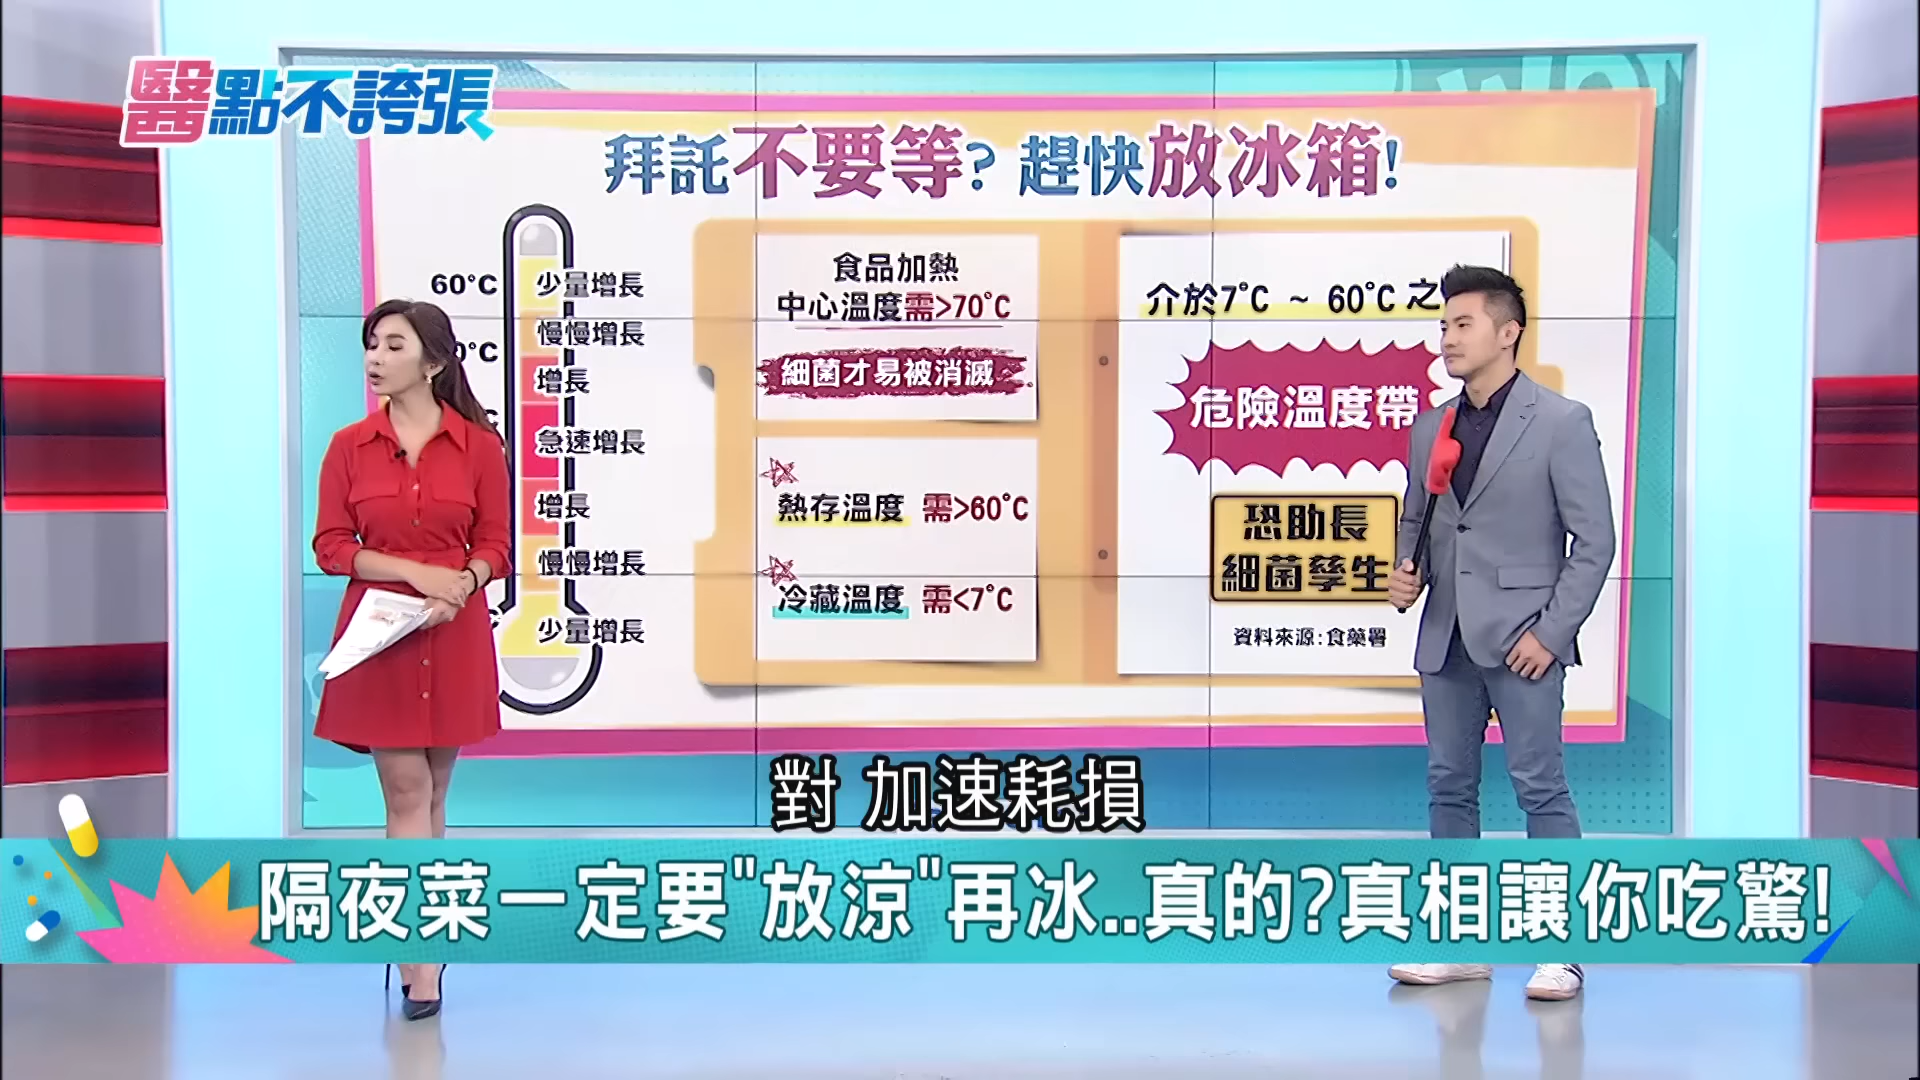 醫點不誇張
拜託不要等? 趕快放冰箱!
60°C
少量增長
慢慢增長
增長
急速增長
增長
慢慢增長
少量增長
食品加熱
中心溫度需>70°C
細菌才易被消滅
熱存溫度 需>60°C
冷藏溫度 需<7°C
介於7°C ~ 60°C 之
危險溫度帶
恐助長
細菌孳生
資料來源:食藥署
對 加速耗損
隔夜菜一定要"放涼"再冰..真的?真相讓你吃驚!